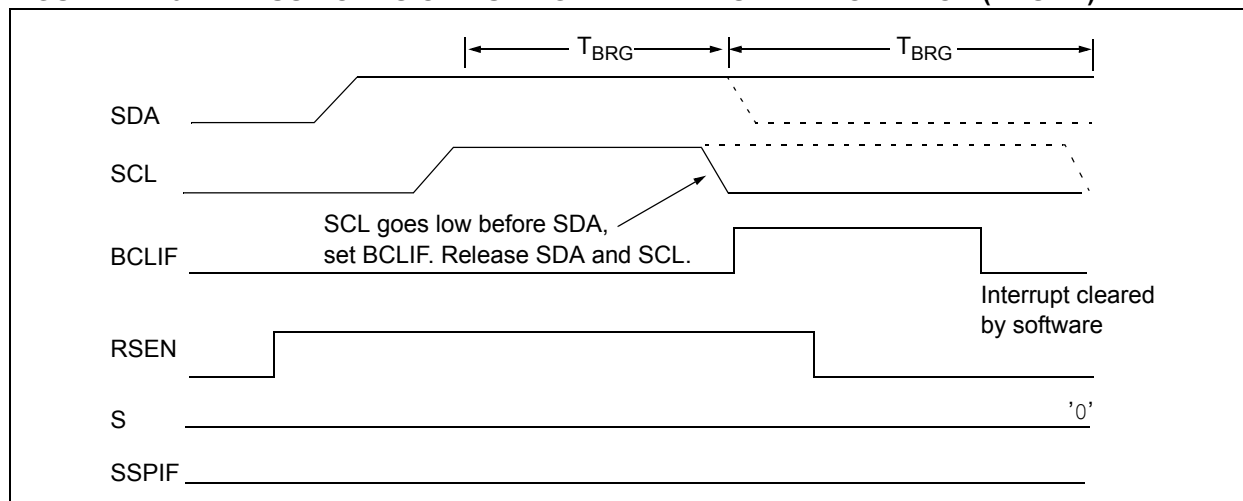 TBRG TBRG
SDA
SCL
SCL goes low before SDA,
set BCLIF. Release SDA and SCL.
BCLIF
Interrupt cleared
by software
RSEN
S
’0’
SSPIF